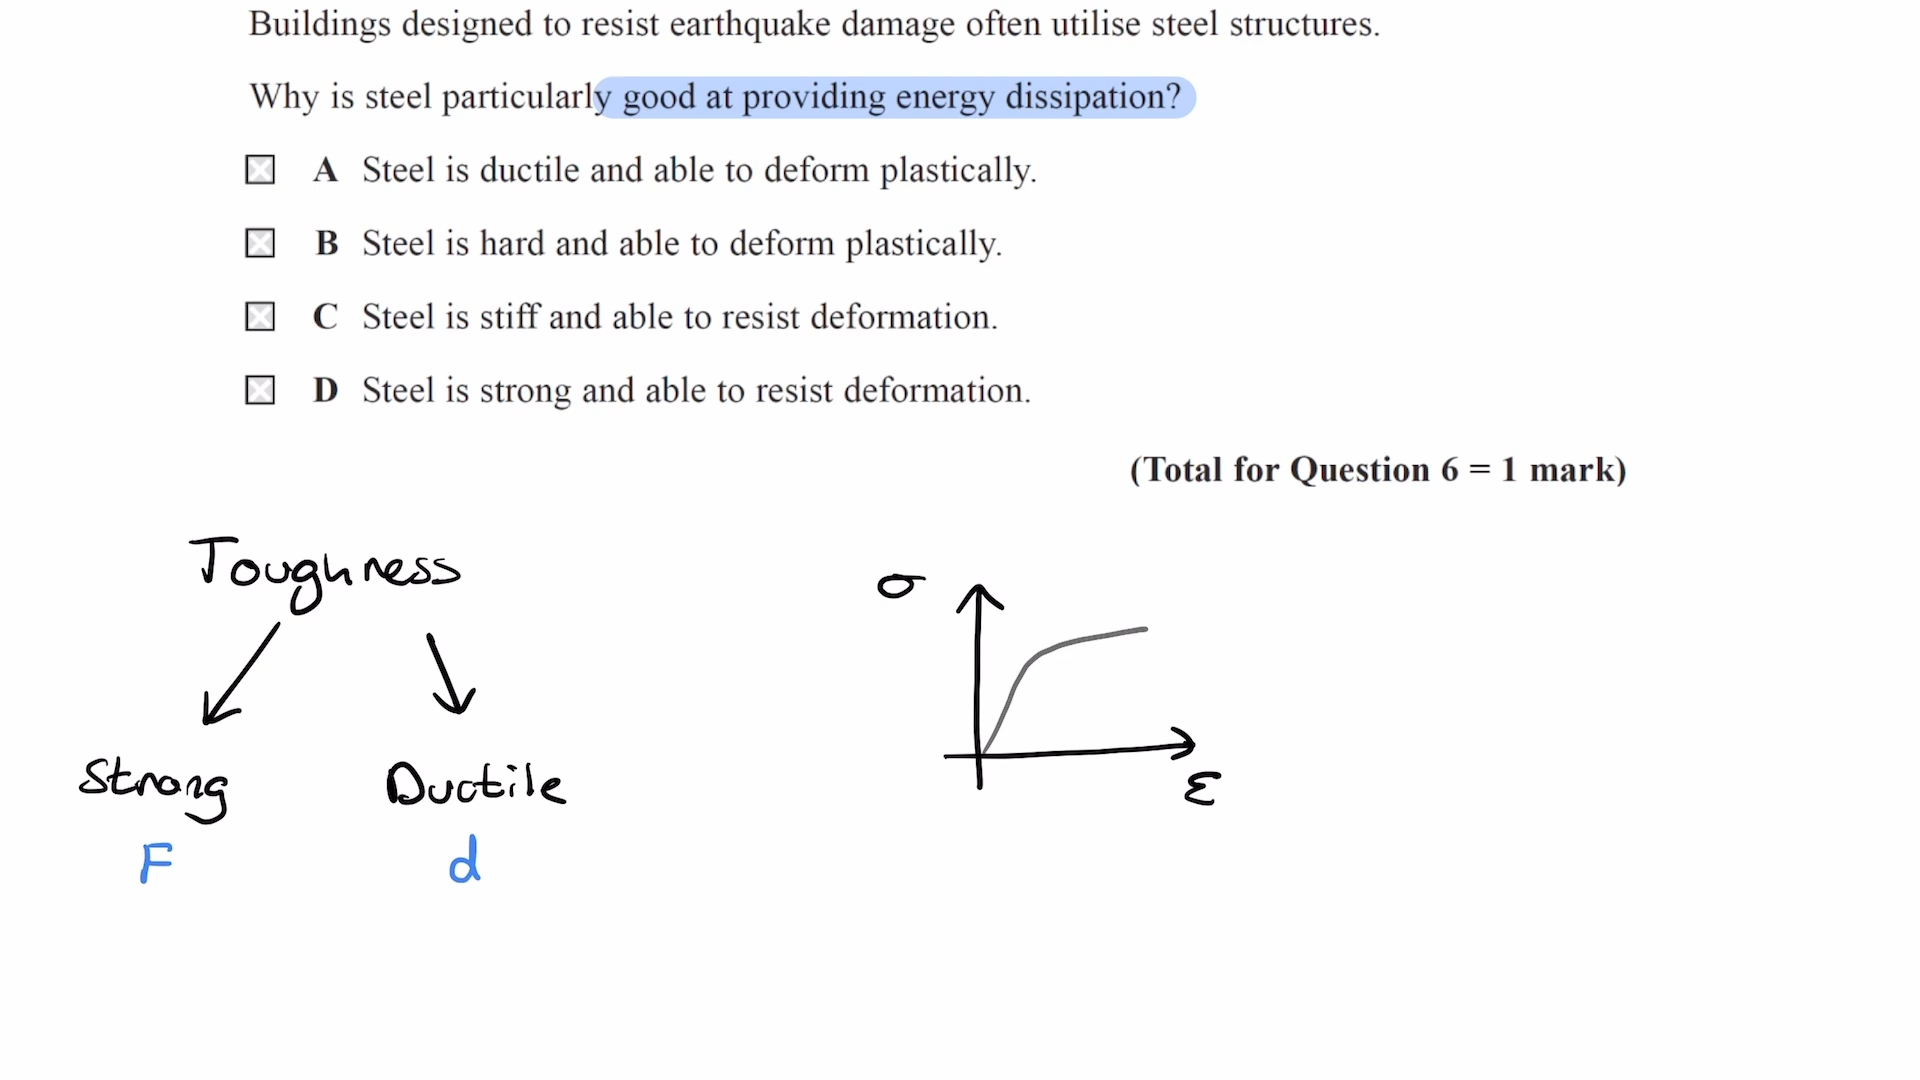 Buildings designed to resist earthquake damage often utilise steel structures.
Why is steel particularly good at providing energy dissipation?
A Steel is ductile and able to deform plastically.
B Steel is hard and able to deform plastically.
C Steel is stiff and able to resist deformation.
D Steel is strong and able to resist deformation.
(Total for Question 6 = 1 mark)
Toughness
Strong
Ductile
F
d
σ
ε